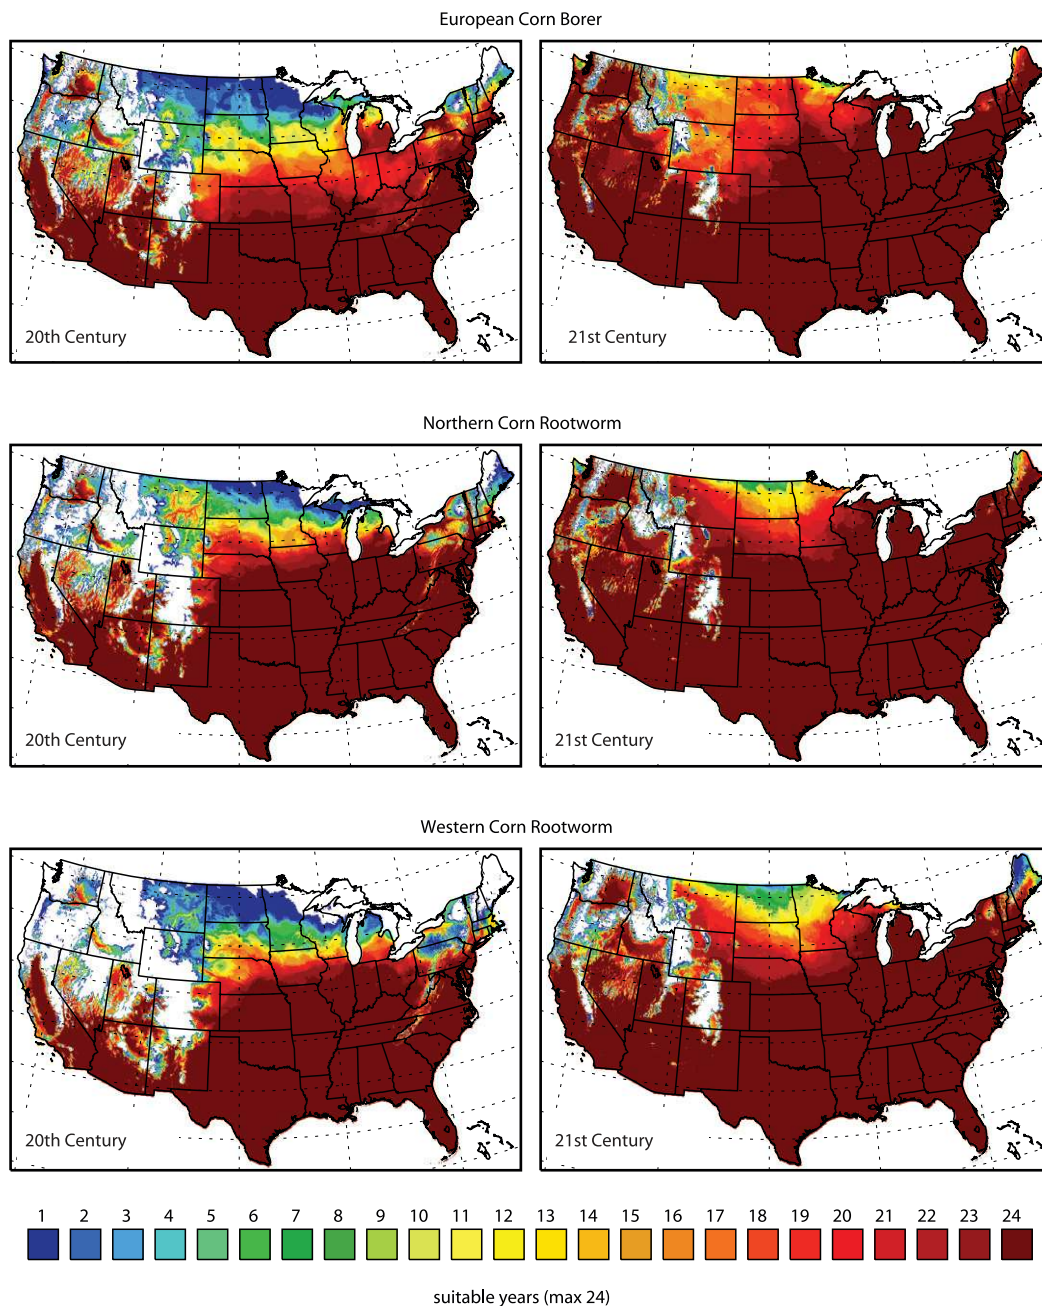 European Corn Borer
20th Century
21st Century
Northern Corn Rootworm
20th Century
21st Century
Western Corn Rootworm
20th Century
21st Century
1 2 3 4 5 6 7 8 9 10 11 12 13 14 15 16 17 18 19 20 21 22 23 24
suitable years (max 24)